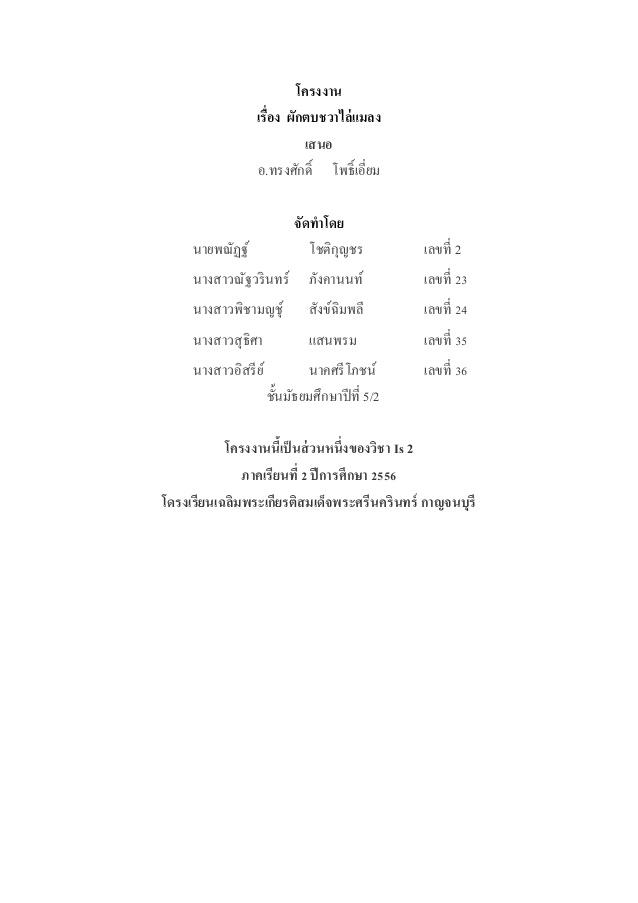 โครงงาน
เรื่อง ผักตบชวาไล่แมลง
เสนอ
อ.ทรงศักดิ์ โพธิ์เอี่ยม
จัดทำโดย
นายพณัฏฐ์ โชติกุญชร เลขที่ 2
นางสาวณัฐวรินทร์ ภังคานนท์ เลขที่ 23
นางสาวพิชามญชุ์ สังข์ฉิมพลี เลขที่ 24
นางสาวสุธิศา แสนพรม เลขที่ 35
นางสาวอิสรีย์ นาคศรีโภชน์ เลขที่ 36
ชั้นมัธยมศึกษาปีที่ 5/2
โครงงานนี้เป็นส่วนหนึ่งของวิชา Is 2
ภาคเรียนที่ 2 ปีการศึกษา 2556
โดรงเรียนเฉลิมพระเกียรติสมเด็จพระศรีนครินทร์ กาญจนบุรี